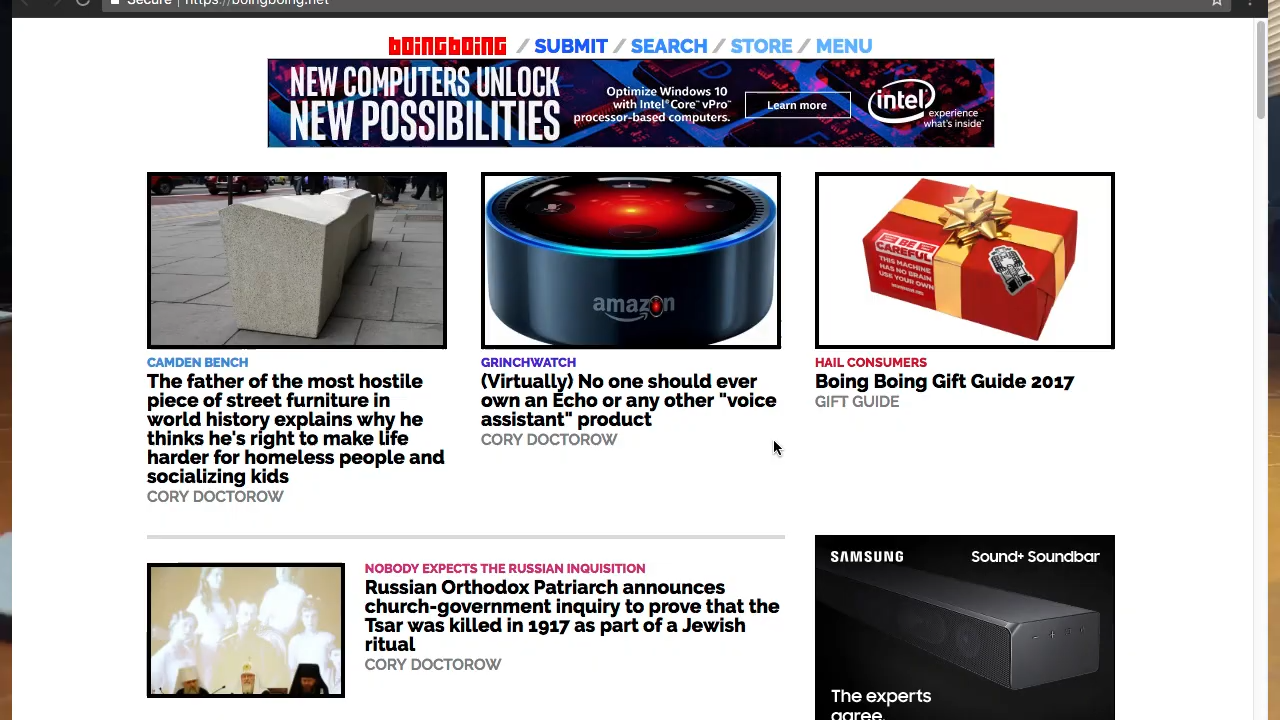 Secure | https://boingboing.net
boingboing / SUBMIT / SEARCH / STORE / MENU
NEW COMPUTERS UNLOCK
NEW POSSIBILITIES
Optimize Windows 10
with Intel® Core™ vPro™
processor-based computers.
Learn more
intel
experience
what's inside™
amazon
BE
CAREFUL
THIS MACHINE
HAS NO BRAIN
USE YOUR OWN
CAMDEN BENCH
The father of the most hostile
piece of street furniture in
world history explains why he
thinks he's right to make life
harder for homeless people and
socializing kids
CORY DOCTOROW
GRINCHWATCH
(Virtually) No one should ever
own an Echo or any other "voice
assistant" product
CORY DOCTOROW
HAIL CONSUMERS
Boing Boing Gift Guide 2017
GIFT GUIDE
NOBODY EXPECTS THE RUSSIAN INQUISITION
Russian Orthodox Patriarch announces
church-government inquiry to prove that the
Tsar was killed in 1917 as part of a Jewish
ritual
CORY DOCTOROW
SAMSUNG
Sound+ Soundbar
The experts
agree.